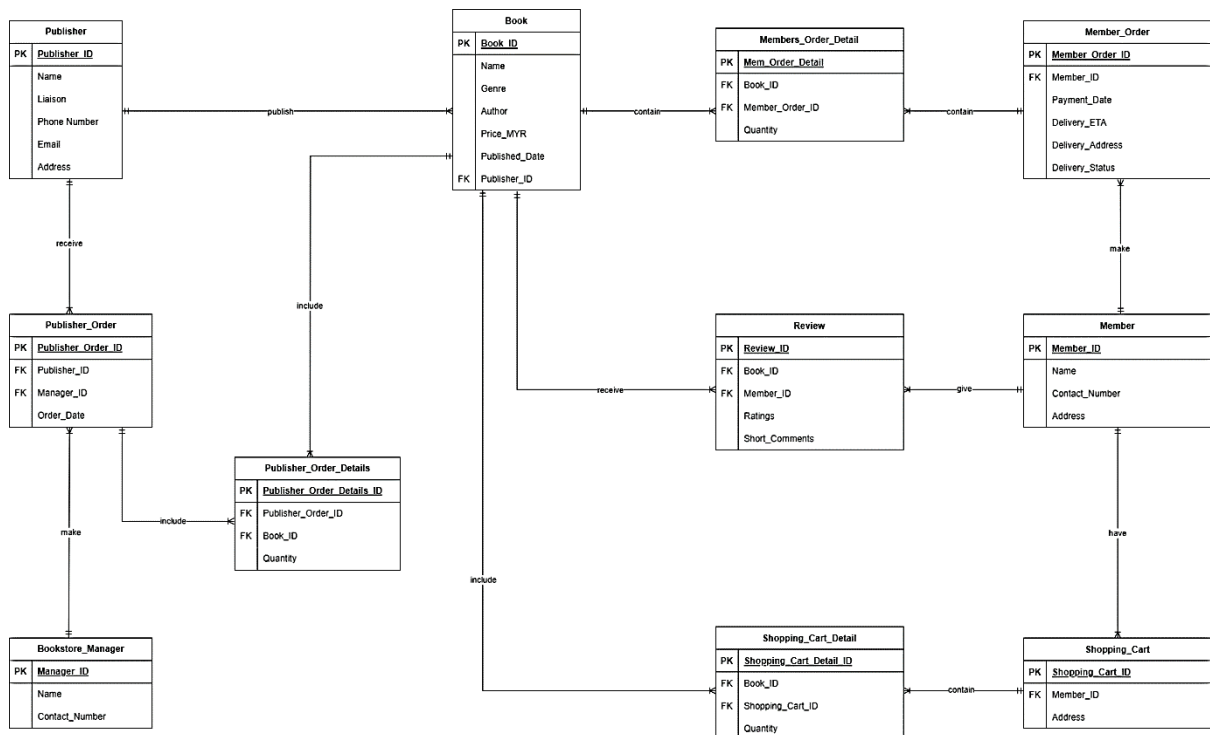 Publisher
PK Publisher_ID
Name
Liaison
Phone Number
Email
Address
publish
Book
PK Book_ID
Name
Genre
Author
Price_MYR
Published_Date
FK Publisher_ID
contain
Members_Order_Detail
PK Mem_Order_Detail
FK Book_ID
FK Member_Order_ID
Quantity
contain
Member_Order
PK Member_Order_ID
FK Member_ID
Payment_Date
Delivery_ETA
Delivery_Address
Delivery_Status
receive
include
make
Publisher_Order
PK Publisher_Order_ID
FK Publisher_ID
FK Manager_ID
Order_Date
receive
Review
PK Review_ID
FK Book_ID
FK Member_ID
Ratings
Short_Comments
give
Member
PK Member_ID
Name
Contact_Number
Address
make
include
Publisher_Order_Details
PK Publisher_Order_Details_ID
FK Publisher_Order_ID
FK Book_ID
Quantity
include
have
Bookstore_Manager
PK Manager_ID
Name
Contact_Number
Shopping_Cart_Detail
PK Shopping_Cart_Detail_ID
FK Book_ID
FK Shopping_Cart_ID
Quantity
contain
Shopping_Cart
PK Shopping_Cart_ID
FK Member_ID
Address